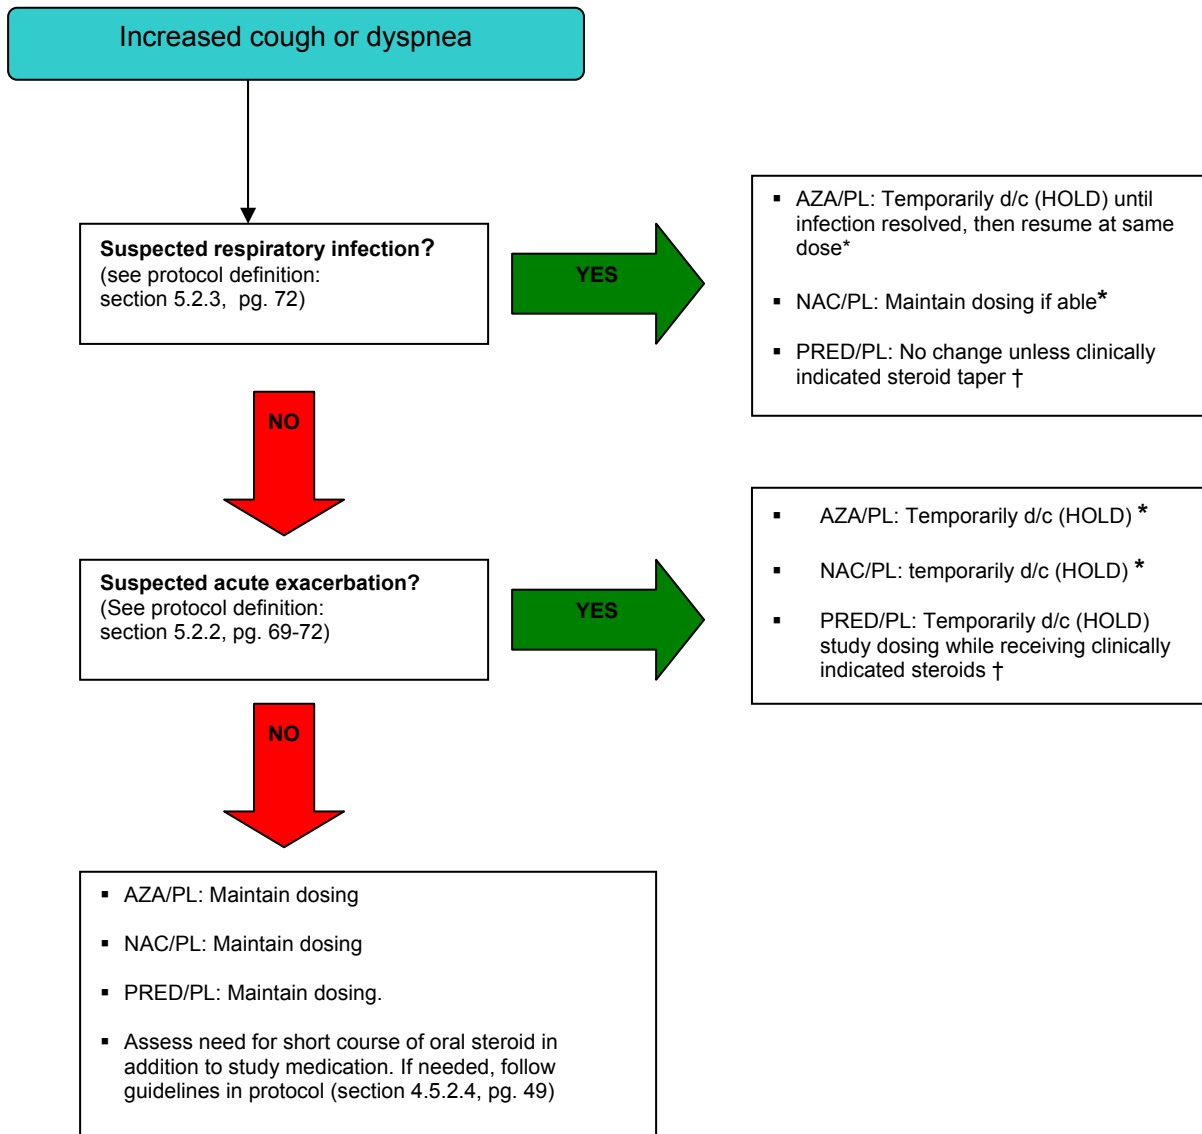 Increased cough or dyspnea
Suspected respiratory infection?
(see protocol definition:
section 5.2.3, pg. 72)
YES
▪ AZA/PL: Temporarily d/c (HOLD) until
infection resolved, then resume at same
dose*
▪ NAC/PL: Maintain dosing if able*
▪ PRED/PL: No change unless clinically
indicated steroid taper †
NO
Suspected acute exacerbation?
(See protocol definition:
section 5.2.2, pg. 69-72)
YES
▪ AZA/PL: Temporarily d/c (HOLD) *
▪ NAC/PL: temporarily d/c (HOLD) *
▪ PRED/PL: Temporarily d/c (HOLD)
study dosing while receiving clinically
indicated steroids †
NO
▪ AZA/PL: Maintain dosing
▪ NAC/PL: Maintain dosing
▪ PRED/PL: Maintain dosing.
▪ Assess need for short course of oral steroid in
addition to study medication. If needed, follow
guidelines in protocol (section 4.5.2.4, pg. 49)